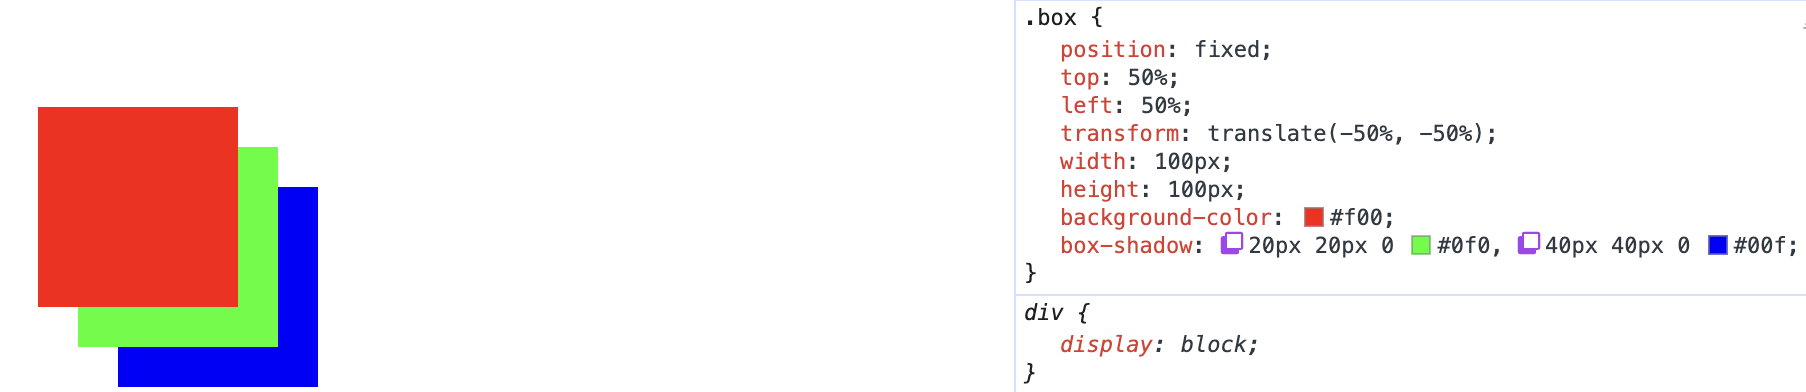 .box {
position: fixed;
top: 50%;
left: 50%;
transform: translate(-50%, -50%);
width: 100px;
height: 100px;
background-color: #f00;
box-shadow: 20px 20px 0 #0f0, 40px 40px 0 #00f;
}
div {
display: block;
}